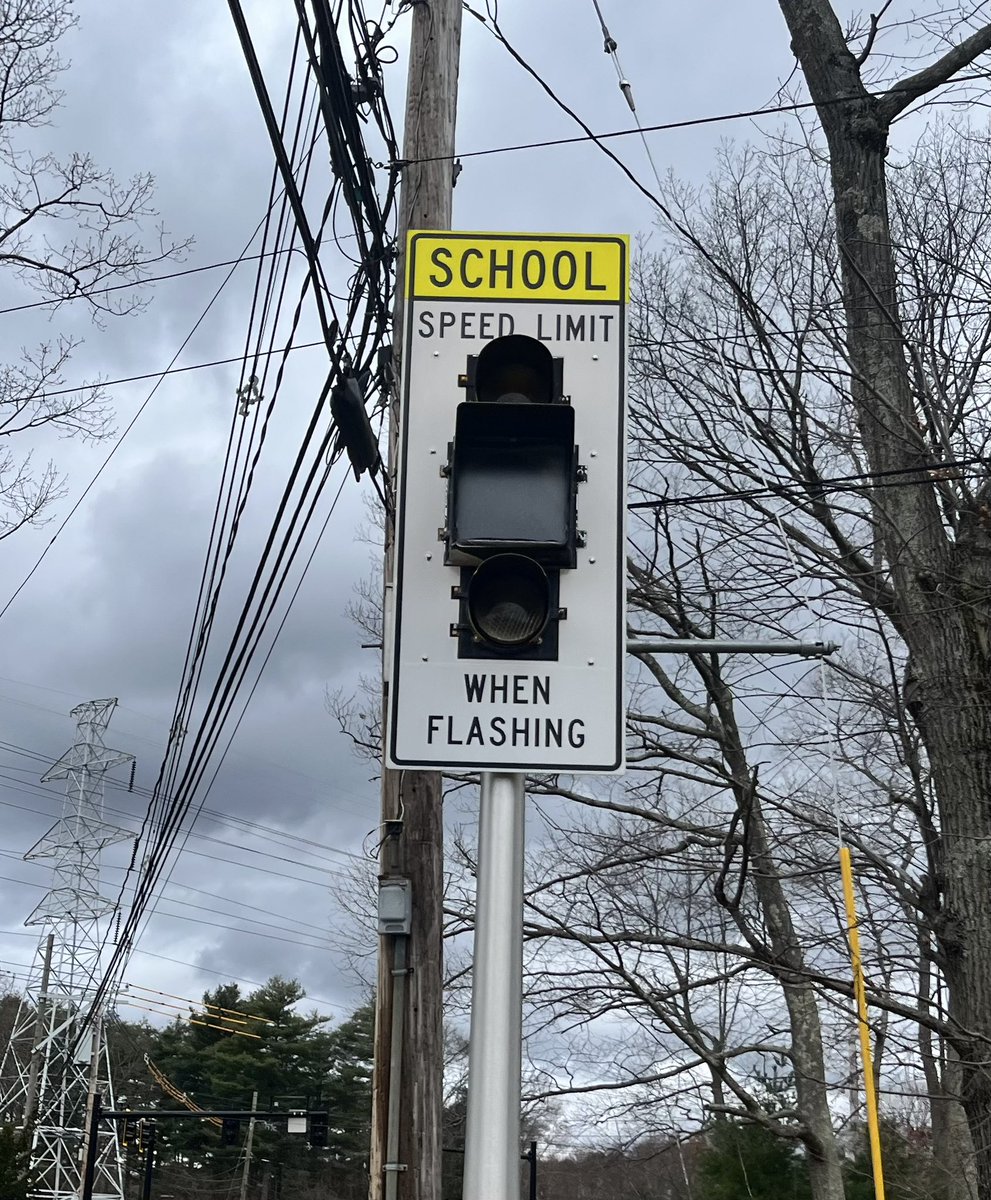 SCHOOL
SPEED LIMIT
WHEN
FLASHING